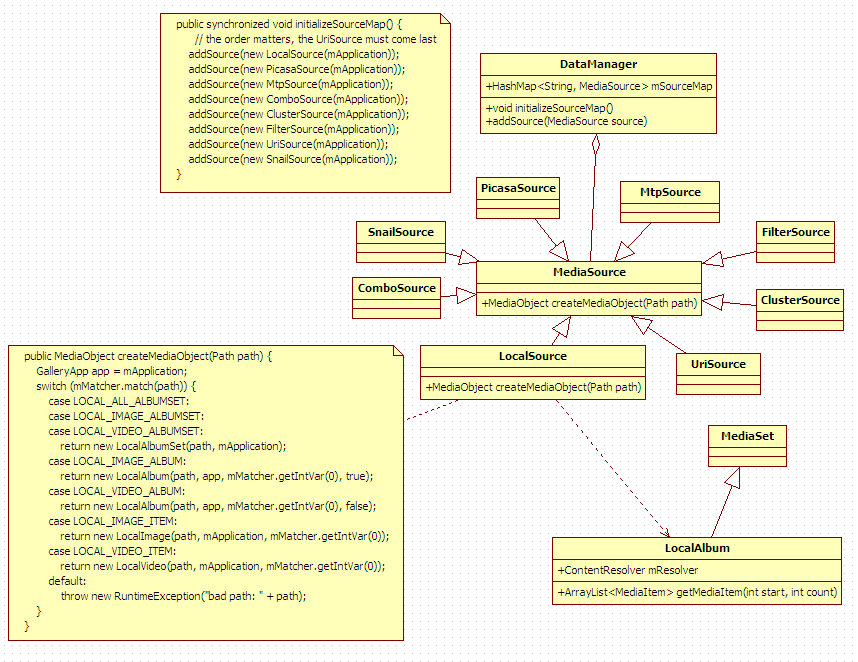 public synchronized void initializeSourceMap() {
// the order matters, the UriSource must come last
addSource(new LocalSource(mApplication));
addSource(new PicasaSource(mApplication));
addSource(new MtpSource(mApplication));
addSource(new ComboSource(mApplication));
addSource(new ClusterSource(mApplication));
addSource(new FilterSource(mApplication));
addSource(new UriSource(mApplication));
addSource(new SnailSource(mApplication));
}
DataManager
+HashMap<String, MediaSource> mSourceMap
+void initializeSourceMap()
+addSource(MediaSource source)
PicasaSource
MtpSource
SnailSource
FilterSource
ComboSource
MediaSource
+MediaObject createMediaObject(Path path)
ClusterSource
LocalSource
+MediaObject createMediaObject(Path path)
UriSource
public MediaObject createMediaObject(Path path) {
GalleryApp app = mApplication;
switch (mMatcher.match(path)) {
case LOCAL_ALL_ALBUMSET:
case LOCAL_IMAGE_ALBUMSET:
case LOCAL_VIDEO_ALBUMSET:
return new LocalAlbumSet(path, mApplication);
case LOCAL_IMAGE_ALBUM:
return new LocalAlbum(path, app, mMatcher.getIntVar(0), true);
case LOCAL_VIDEO_ALBUM:
return new LocalAlbum(path, app, mMatcher.getIntVar(0), false);
case LOCAL_IMAGE_ITEM:
return new LocalImage(path, mApplication, mMatcher.getIntVar(0));
case LOCAL_VIDEO_ITEM:
return new LocalVideo(path, mApplication, mMatcher.getIntVar(0));
default:
throw new RuntimeException("bad path: " + path);
}
}
MediaSet
LocalAlbum
+ContentResolver mResolver
+ArrayList<MediaItem> getMediaItem(int start, int count)